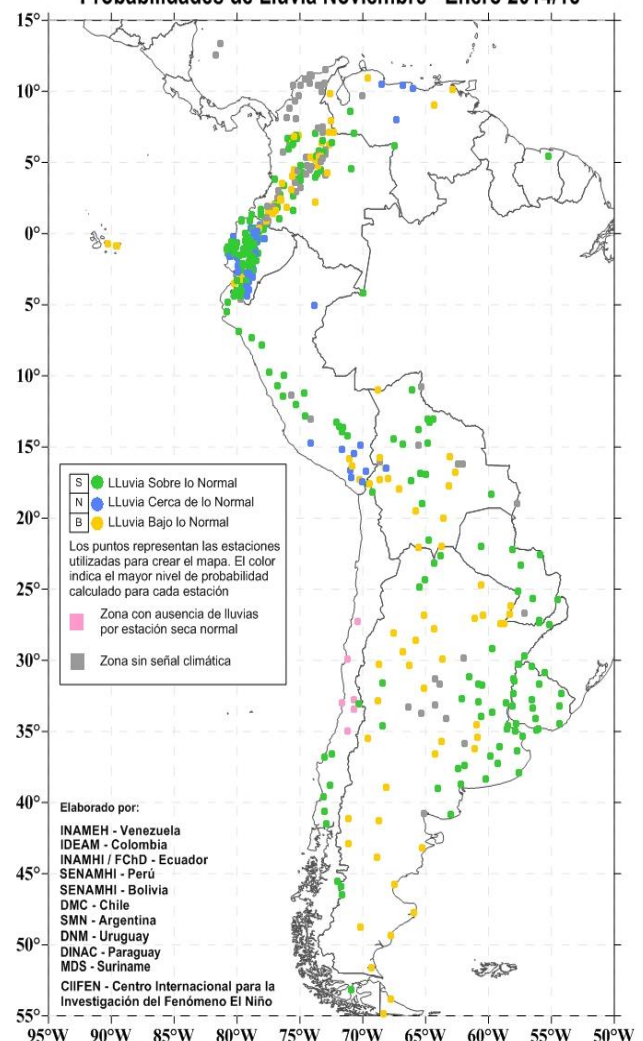 Probabilidades de Lluvia Noviembre - Enero 2014/15
15°
10°
5°
0°
5°
10°
15°
20°
25°
30°
35°
40°
45°
50°
55°
S LLuvia Sobre lo Normal
N LLuvia Cerca de lo Normal
B LLuvia Bajo lo Normal
Los puntos representan las estaciones
utilizadas para crear el mapa. El color
indica el mayor nivel de probabilidad
calculado para cada estación
Zona con ausencia de lluvias
por estación seca normal
Zona sin señal climática
Elaborado por:
INAMEH - Venezuela
IDEAM - Colombia
INAMHI / FChD - Ecuador
SENAMHI - Perú
SENAMHI - Bolivia
DMC - Chile
SMN - Argentina
DNM - Uruguay
DINAC - Paraguay
MDS - Suriname
CIIFEN - Centro Internacional para la
Investigación del Fenómeno El Niño
95°W 90°W 85°W 80°W 75°W 70°W 65°W 60°W 55°W 50°W